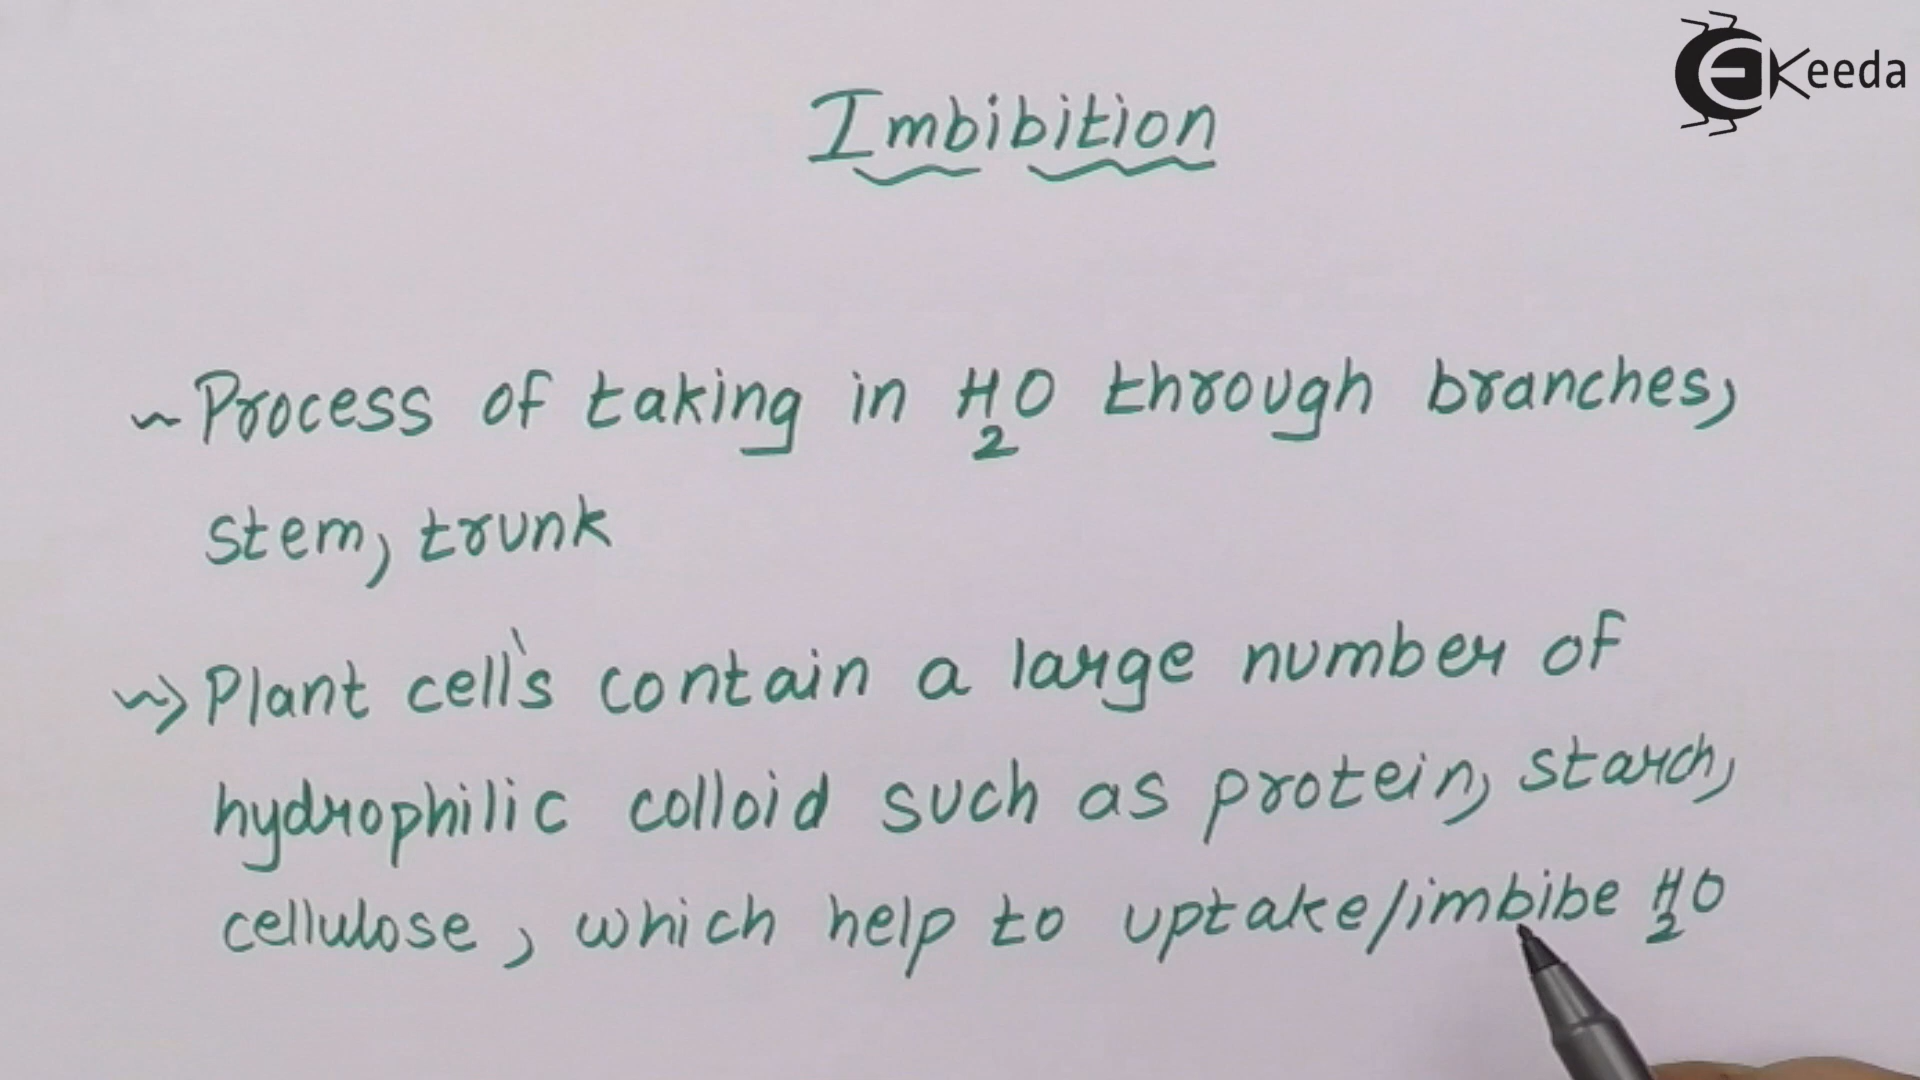 Keeda
Imbibition
~ Process of taking in H2O through branches,
stem, trunk
~> Plant cell's contain a large number of
hydrophilic colloid such as protein, starch,
cellulose, which help to uptake/imbibe H2O